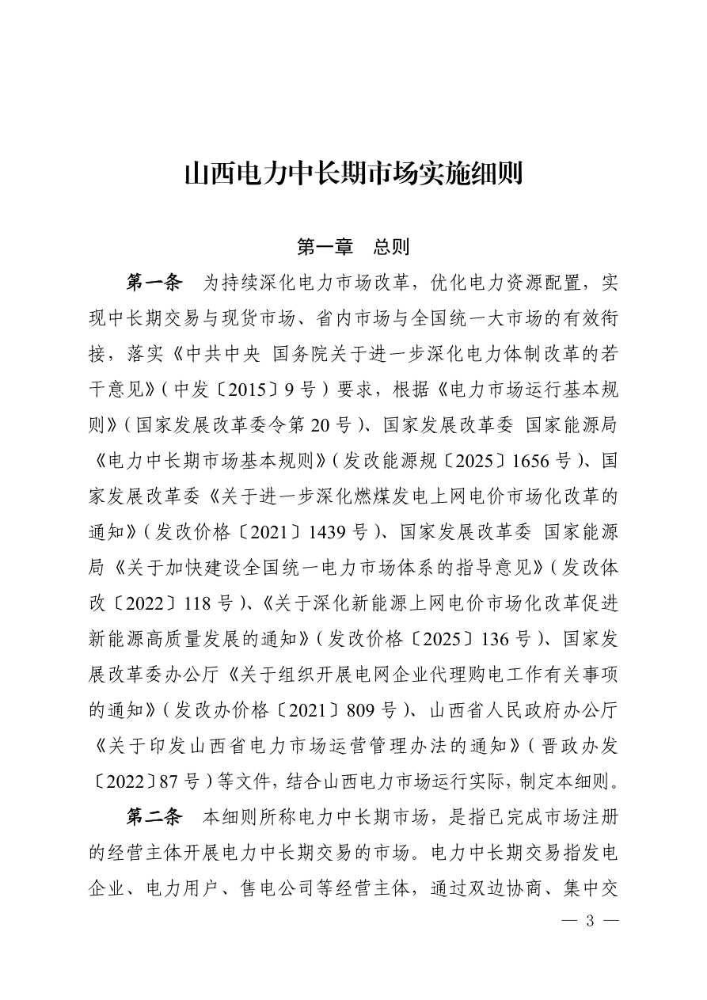 山西电力中长期市场实施细则
第一章　总则
第一条　为持续深化电力市场改革，优化电力资源配置，实
现中长期交易与现货市场、省内市场与全国统一大市场的有效衔
接，落实《中共中央 国务院关于进一步深化电力体制改革的若
干意见》（中发〔2015〕9 号）要求，根据《电力市场运行基本规
则》（国家发展改革委令第 20 号）、国家发展改革委 国家能源局
《电力中长期市场基本规则》（发改能源规〔2025〕1656 号）、国
家发展改革委《关于进一步深化燃煤发电上网电价市场化改革的
通知》（发改价格〔2021〕1439 号）、国家发展改革委 国家能源
局《关于加快建设全国统一电力市场体系的指导意见》（发改体
改〔2022〕118 号）、《关于深化新能源上网电价市场化改革促进
新能源高质量发展的通知》（发改价格〔2025〕136 号）、国家发
展改革委办公厅《关于组织开展电网企业代理购电工作有关事项
的通知》（发改办价格〔2021〕809 号）、山西省人民政府办公厅
《关于印发山西省电力市场运营管理办法的通知》（晋政办发
〔2022〕87 号）等文件，结合山西电力市场运行实际，制定本细则。
第二条　本细则所称电力中长期市场，是指已完成市场注册
的经营主体开展电力中长期交易的市场。电力中长期交易指发电
企业、电力用户、售电公司等经营主体，通过双边协商、集中交
— 3 —